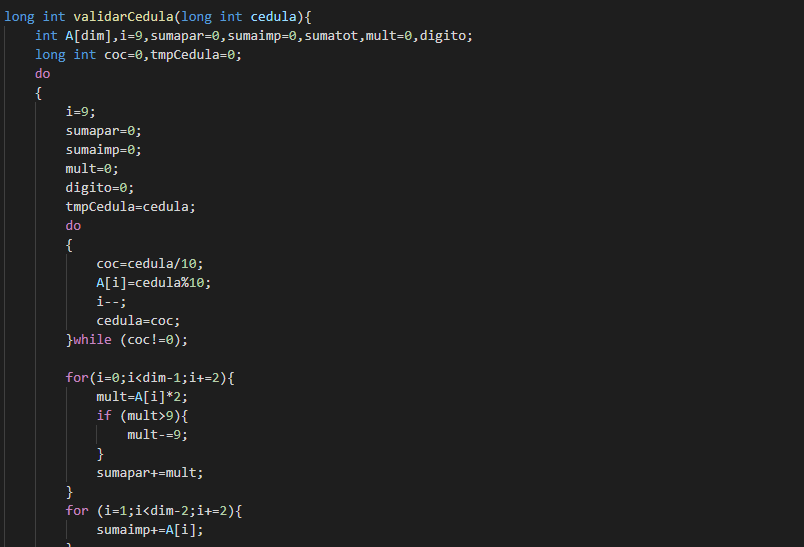 long int validarCedula(long int cedula){
int A[dim],i=9,sumapar=0,sumaimp=0,sumatot,mult=0,digito;
long int coc=0,tmpCedula=0;
do
{
i=9;
sumapar=0;
sumaimp=0;
mult=0;
digito=0;
tmpCedula=cedula;
do
{
coc=cedula/10;
A[i]=cedula%10;
i--;
cedula=coc;
}while (coc!=0);
for(i=0;i<dim-1;i+=2){
mult=A[i]*2;
if (mult>9){
mult-=9;
}
sumapar+=mult;
}
for (i=1;i<dim-2;i+=2){
sumaimp+=A[i];
}